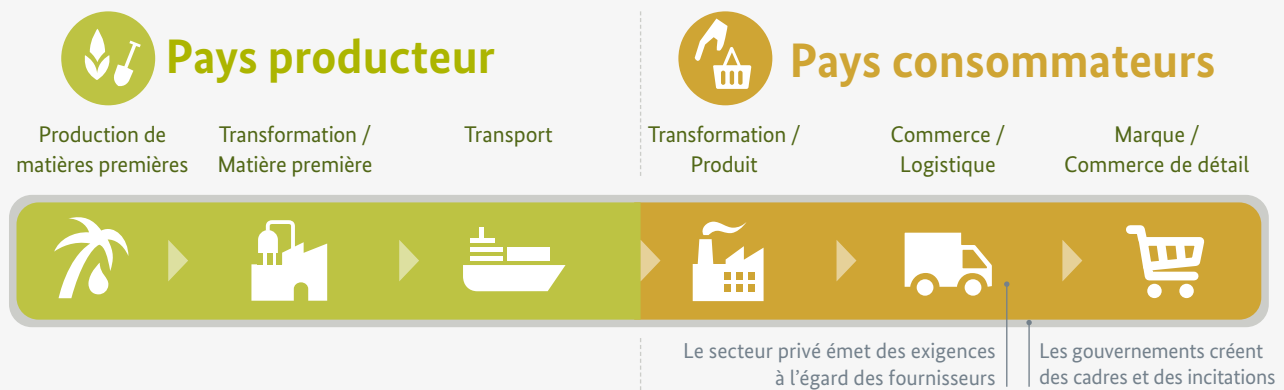 Pays producteur
Pays consommateurs
Production de
matières premières
Transformation /
Matière première
Transport
Transformation /
Produit
Commerce /
Logistique
Marque /
Commerce de détail
Le secteur privé émet des exigences
à l'égard des fournisseurs
Les gouvernements créent
des cadres et des incitations